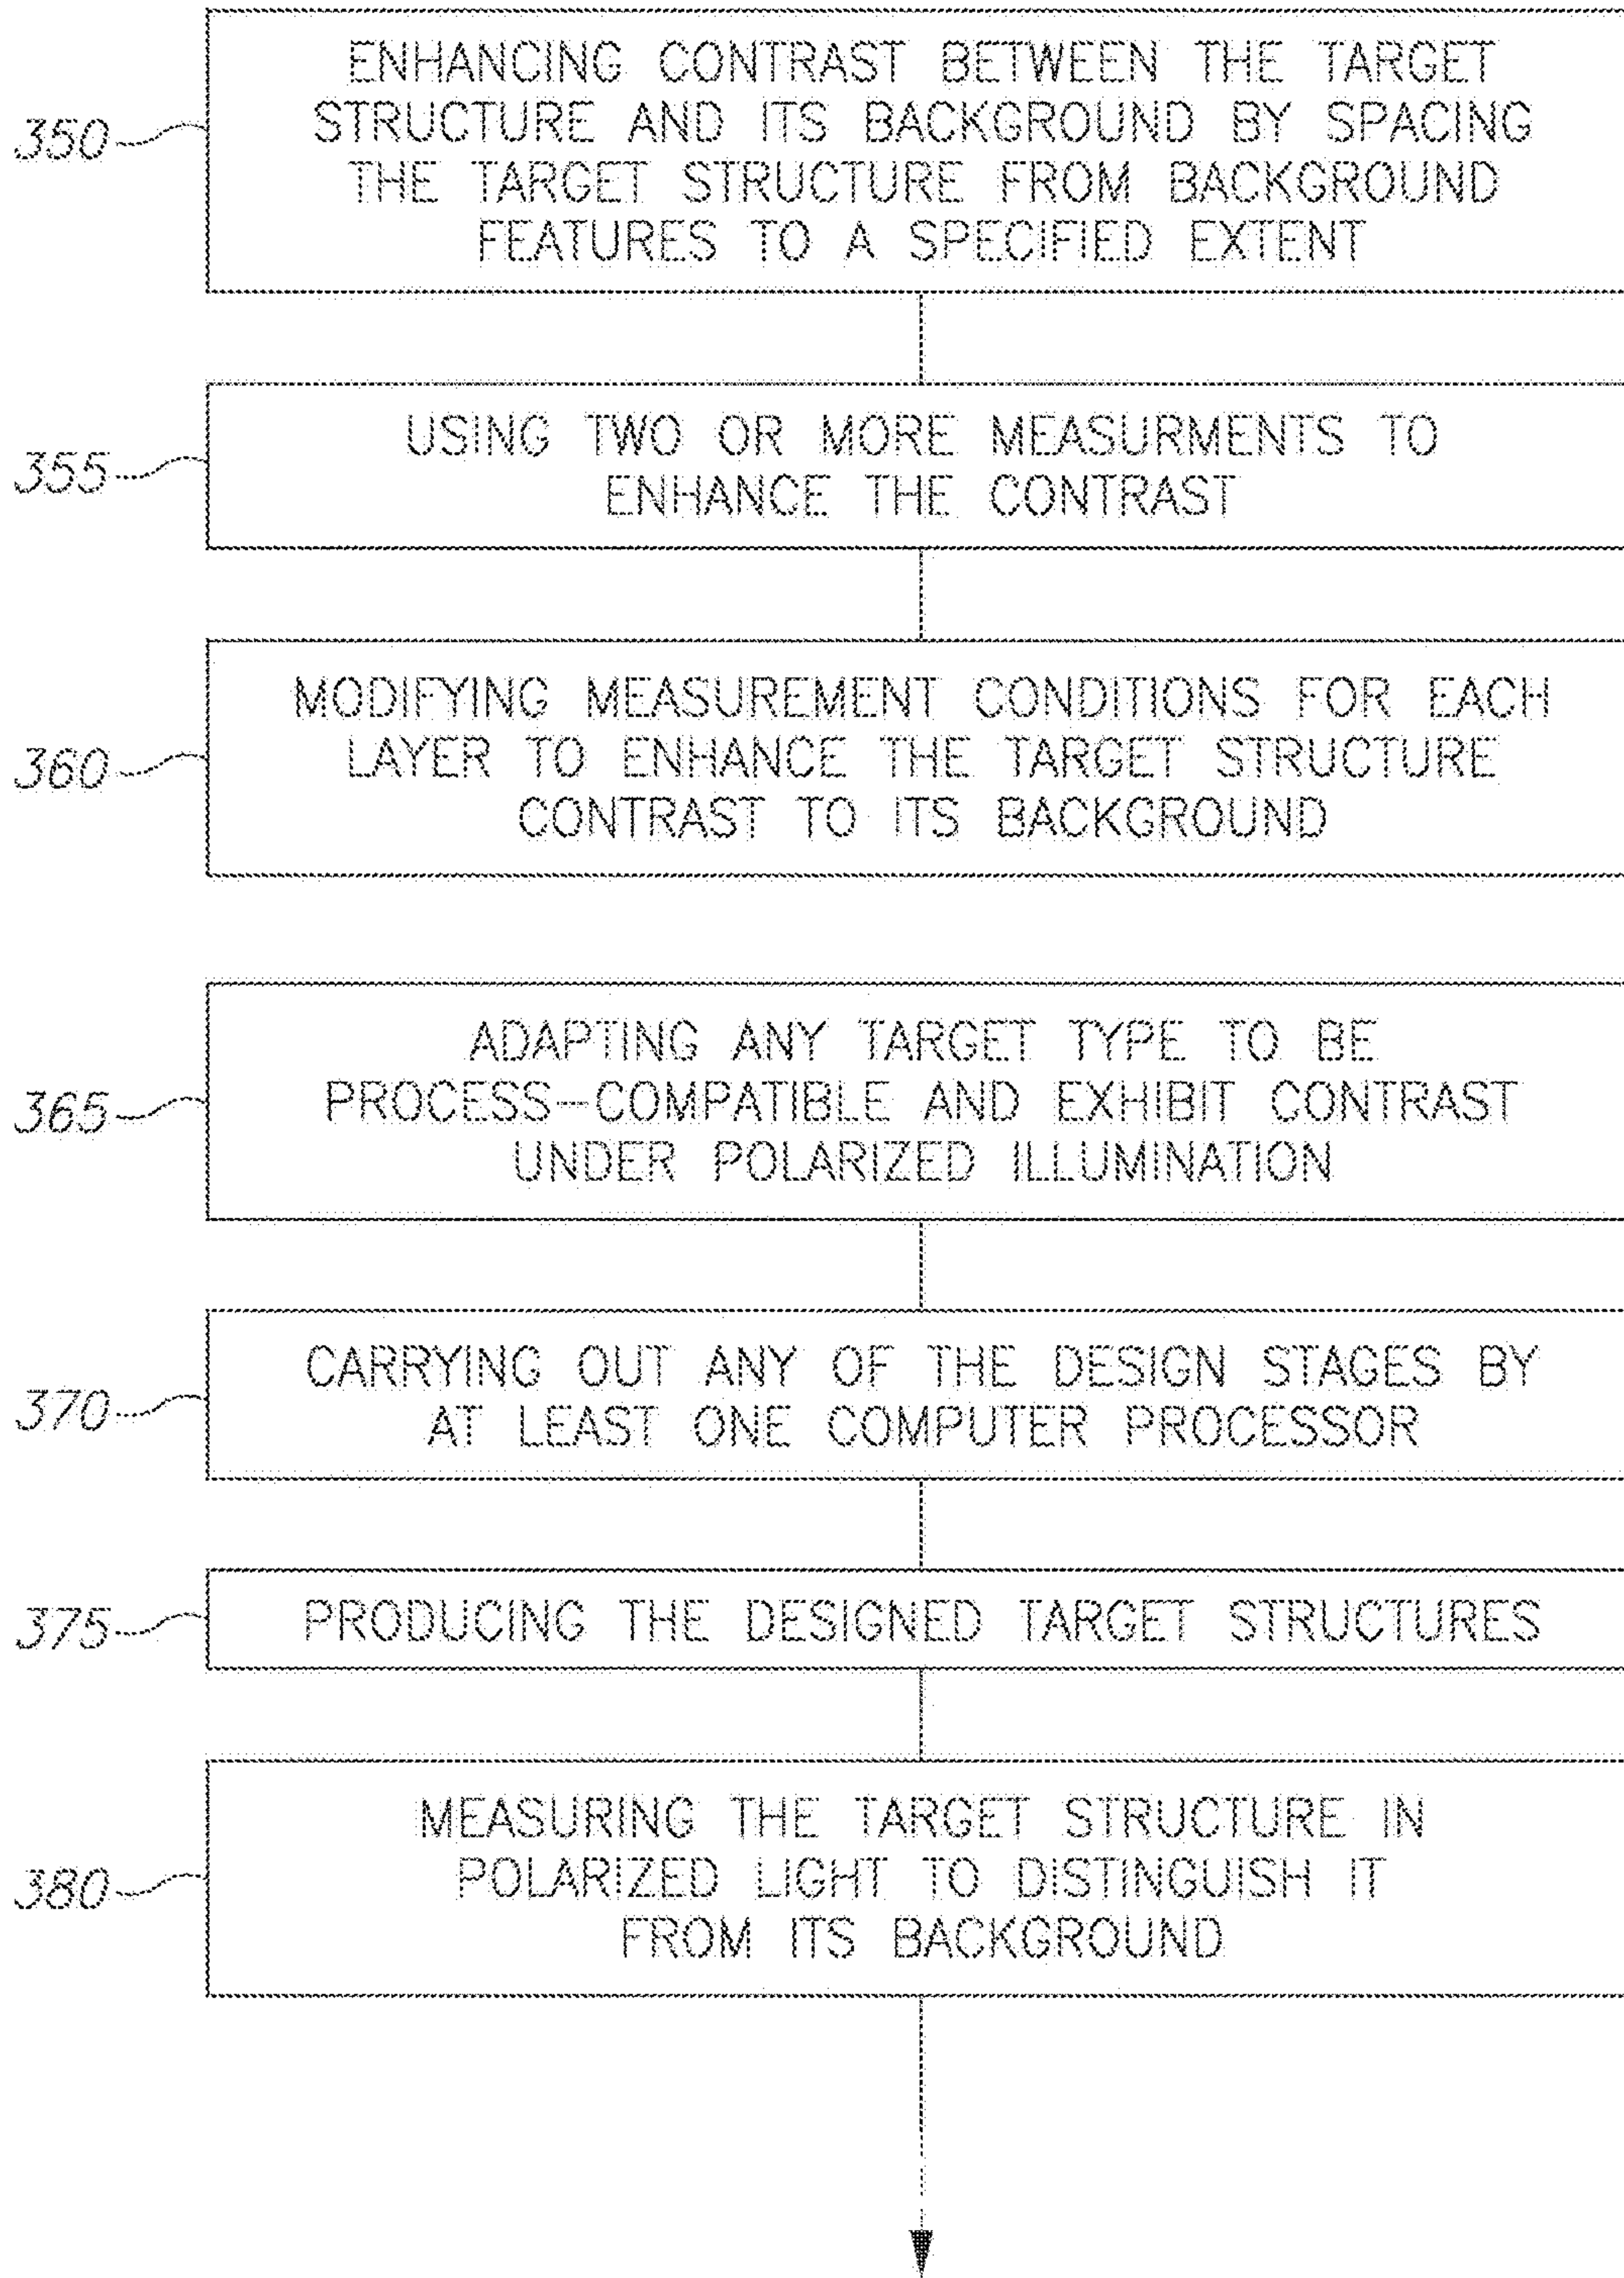 ENHANCING CONTRAST BETWEEN THE TARGET
STRUCTURE AND ITS BACKGROUND BY SPACING
THE TARGET STRUCTURE FROM BACKGROUND
FEATURES TO A SPECIFIED EXTENT
350
USING TWO OR MORE MEASURMENTS TO
ENHANCE THE CONTRAST
355
MODIFYING MEASUREMENT CONDITIONS FOR EACH
LAYER TO ENHANCE THE TARGET STRUCTURE
CONTRAST TO ITS BACKGROUND
360
ADAPTING ANY TARGET TYPE TO BE
PROCESS-COMPATIBLE AND EXHIBIT CONTRAST
UNDER POLARIZED ILLUMINATION
365
CARRYING OUT ANY OF THE DESIGN STAGES BY
AT LEAST ONE COMPUTER PROCESSOR
370
PRODUCING THE DESIGNED TARGET STRUCTURES
375
MEASURING THE TARGET STRUCTURE IN
POLARIZED LIGHT TO DISTINGUISH IT
FROM ITS BACKGROUND
380